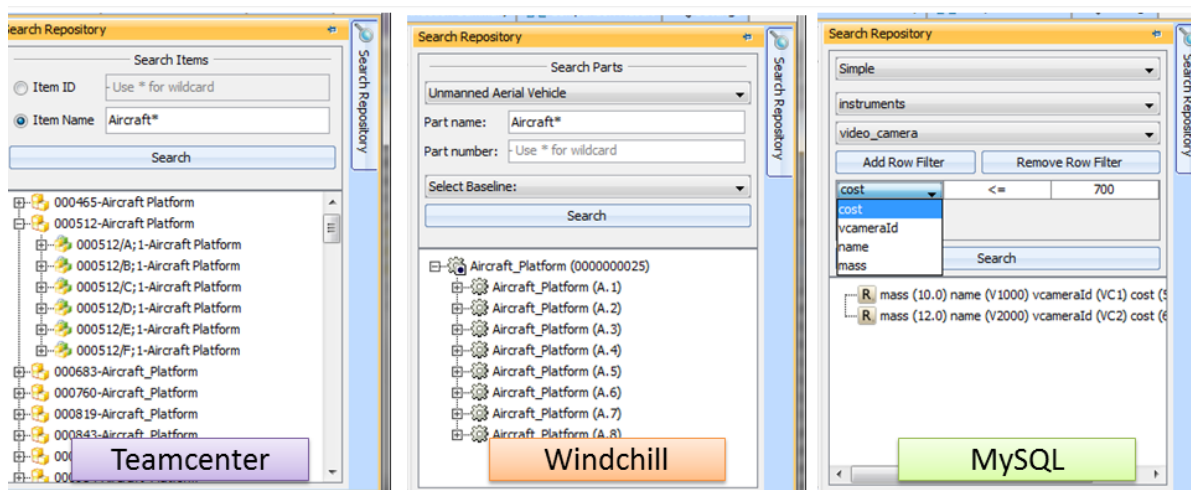 Search Repository
Search Items
Item ID
- Use * for wildcard
Item Name
Aircraft*
Search
000465-Aircraft Platform
000512-Aircraft Platform
000512/A;1-Aircraft Platform
000512/B;1-Aircraft Platform
000512/C;1-Aircraft Platform
000512/D;1-Aircraft Platform
000512/E;1-Aircraft Platform
000512/F;1-Aircraft Platform
000683-Aircraft_Platform
000760-Aircraft_Platform
000819-Aircraft_Platform
000843-Aircraft_Platform
Search Repository
Teamcenter
Search Repository
Search Parts
Unmanned Aerial Vehicle
Part name:
Aircraft*
Part number:
- Use * for wildcard
Select Baseline:
Search
Aircraft_Platform (0000000025)
Aircraft_Platform (A.1)
Aircraft_Platform (A.2)
Aircraft_Platform (A.3)
Aircraft_Platform (A.4)
Aircraft_Platform (A.5)
Aircraft_Platform (A.6)
Aircraft_Platform (A.7)
Aircraft_Platform (A.8)
Search Repository
Windchill
Search Repository
Simple
instruments
video_camera
Add Row Filter
Remove Row Filter
cost
<=
700
cost
vcameraId
name
mass
Search
R mass (10.0) name (V1000) vcameraId (VC1) cost
R mass (12.0) name (V2000) vcameraId (VC2) cost
Search Repository
MySQL